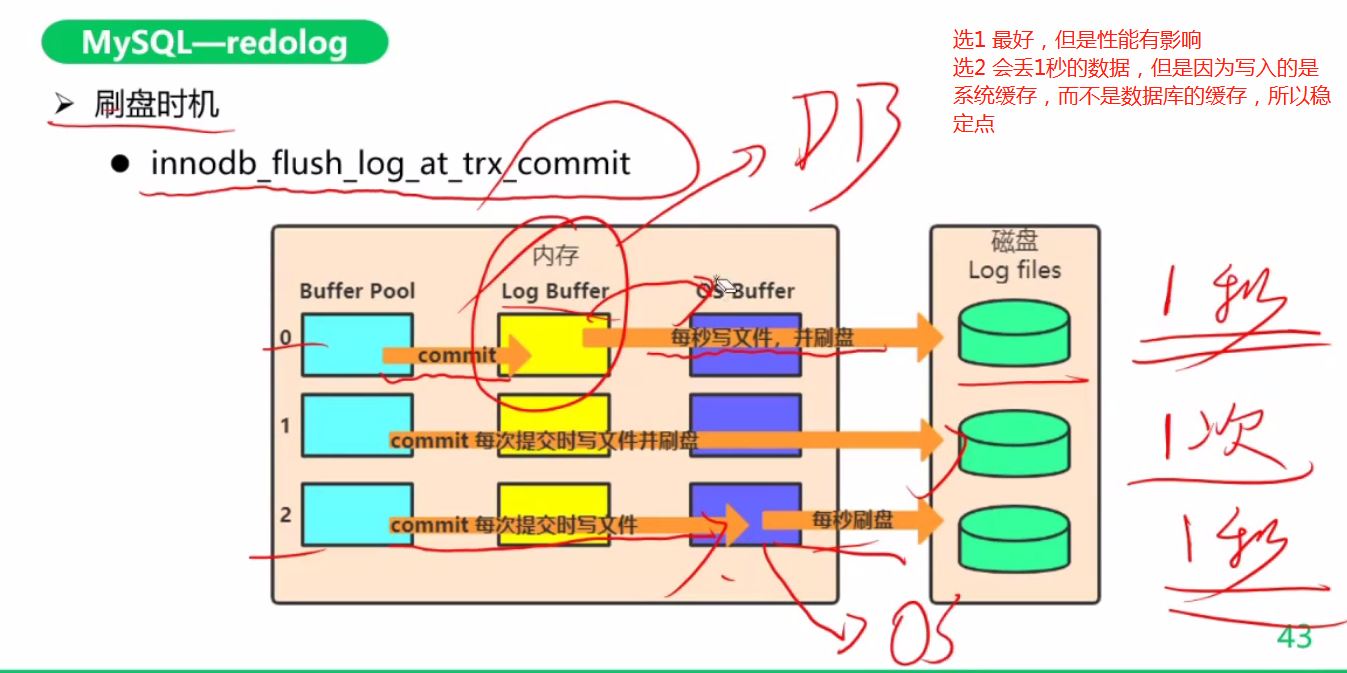 MySQL—redolog
选1 最好，但是性能有影响
选2 会丢1秒的数据，但是因为写入的是
系统缓存，而不是数据库的缓存，所以稳
定点
➢ 刷盘时机
● innodb_flush_log_at_trx_commit
DB
内存
磁盘
Log files
Buffer Pool
Log Buffer
OS Buffer
0
commit
每秒写文件，并刷盘
1秒
1
commit 每次提交时写文件并刷盘
1次
2
commit 每次提交时写文件
每秒刷盘
1秒
OS
43